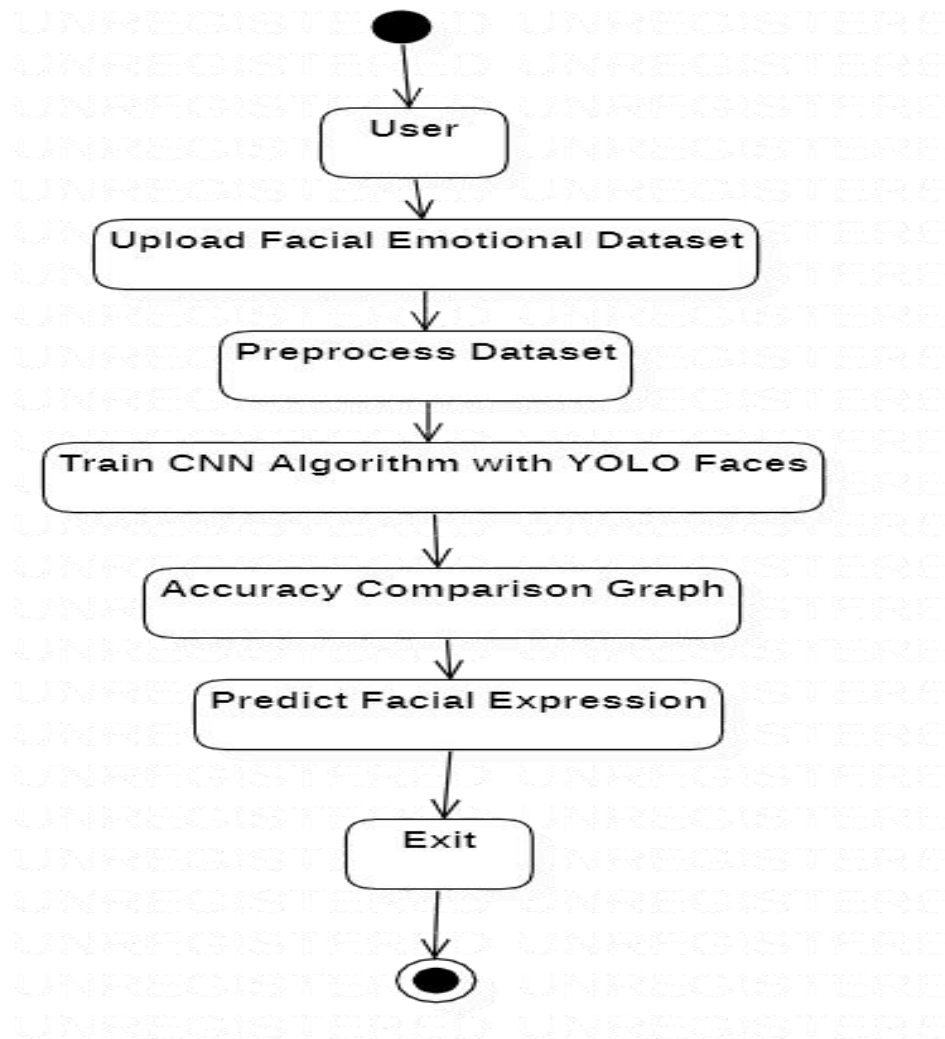 User
Upload Facial Emotional Dataset
Preprocess Dataset
Train CNN Algorithm with YOLO Faces
Accuracy Comparison Graph
Predict Facial Expression
Exit